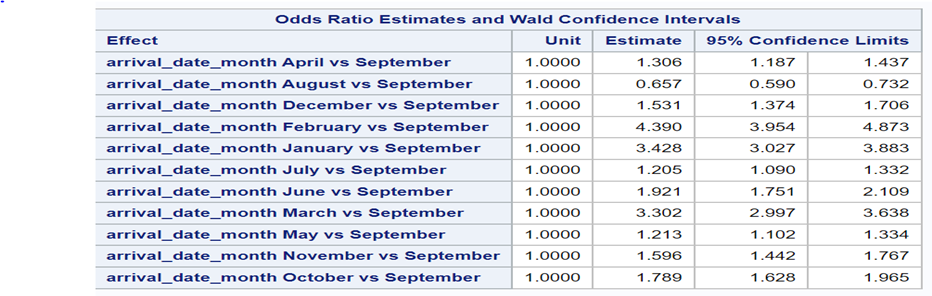 Odds Ratio Estimates and Wald Confidence Intervals
Effect Unit Estimate 95% Confidence Limits
arrival_date_month April vs September 1.0000 1.306 1.187 1.437
arrival_date_month August vs September 1.0000 0.657 0.590 0.732
arrival_date_month December vs September 1.0000 1.531 1.374 1.706
arrival_date_month February vs September 1.0000 4.390 3.954 4.873
arrival_date_month January vs September 1.0000 3.428 3.027 3.883
arrival_date_month July vs September 1.0000 1.205 1.090 1.332
arrival_date_month June vs September 1.0000 1.921 1.751 2.109
arrival_date_month March vs September 1.0000 3.302 2.997 3.638
arrival_date_month May vs September 1.0000 1.213 1.102 1.334
arrival_date_month November vs September 1.0000 1.596 1.442 1.767
arrival_date_month October vs September 1.0000 1.789 1.628 1.965